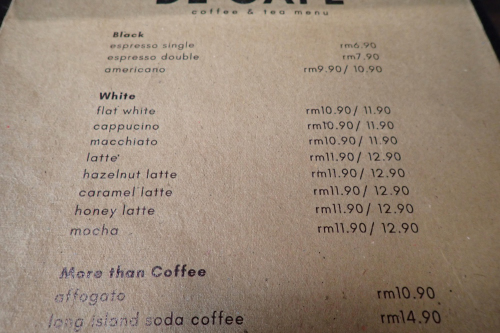 DE CAFE
coffee & tea menu
Black
espresso single rm6.90
espresso double rm7.90
americano rm9.90/ 10.90
White
flat white rm10.90/ 11.90
cappucino rm10.90/ 11.90
macchiato rm10.90/ 11.90
latte rm11.90/ 12.90
hazelnut latte rm11.90/ 12.90
caramel latte rm11.90/ 12.90
honey latte rm11.90/ 12.90
mocha rm11.90/ 12.90
More than Coffee
affogato rm10.90
long island soda coffee rm14.90